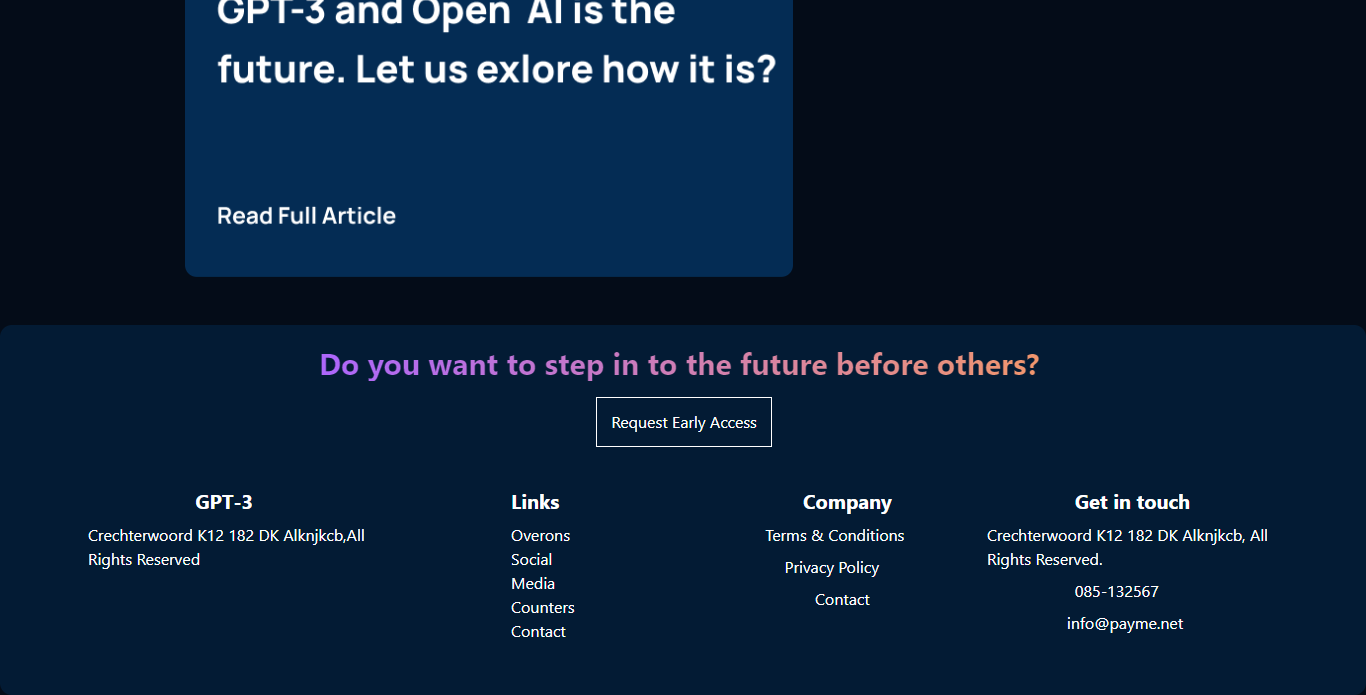 GPT-3 and Open AI is the
future. Let us exlore how it is?
Read Full Article
Do you want to step in to the future before others?
Request Early Access
GPT-3
Crechterwoord K12 182 DK Alknjkcb,All
Rights Reserved
Links
Overons
Social
Media
Counters
Contact
Company
Terms & Conditions
Privacy Policy
Contact
Get in touch
Crechterwoord K12 182 DK Alknjkcb, All
Rights Reserved.
085-132567
info@payme.net